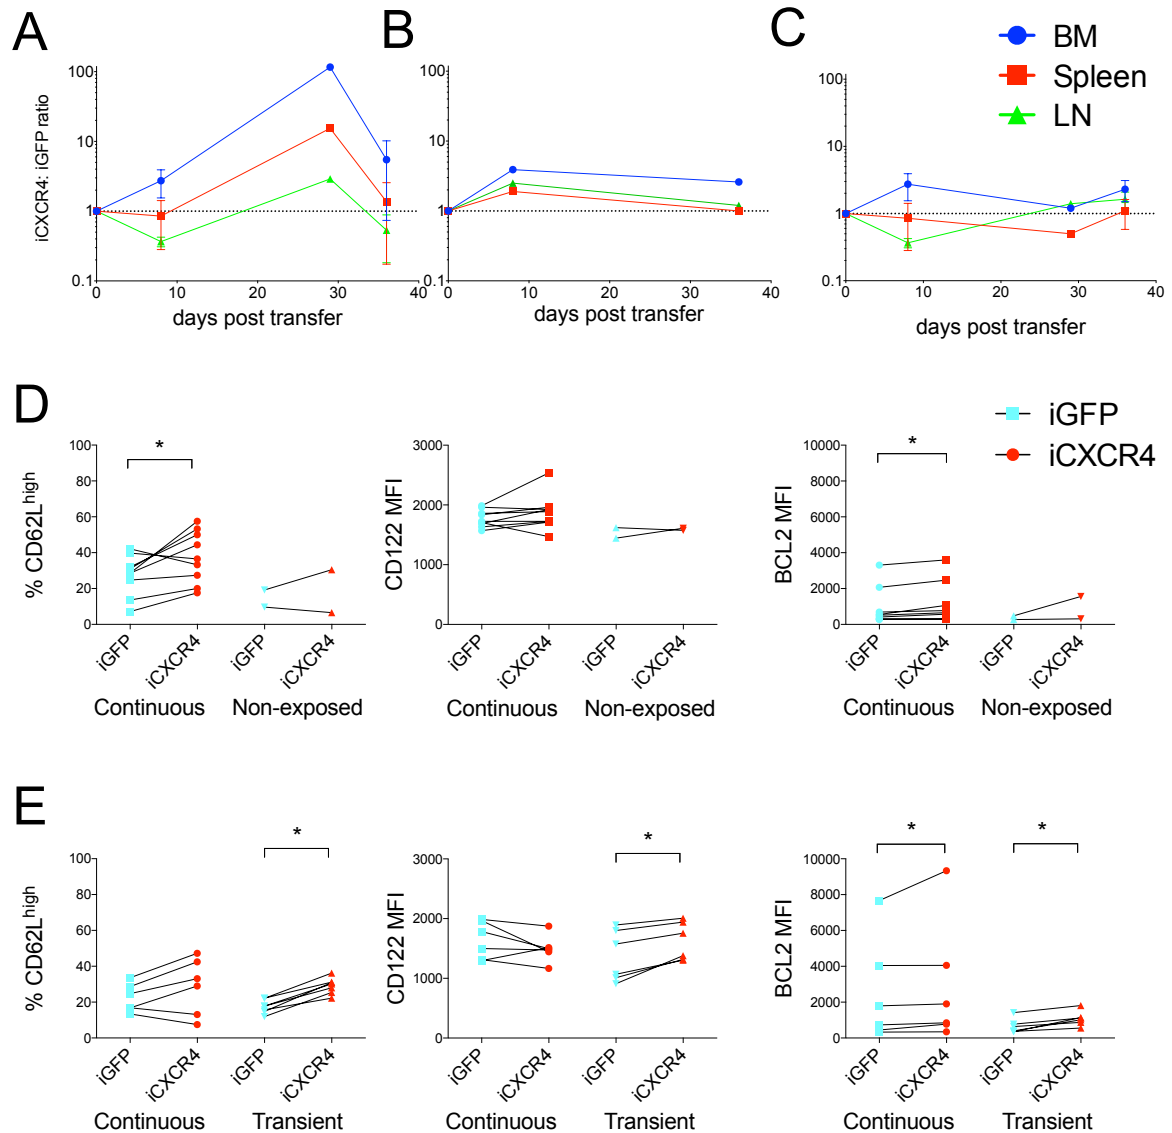 A
B
C
BM
Spleen
LN
iCXCR4: iGFP ratio
100
10
1
0.1
0 10 20 30 40
days post transfer
100
10
1
0.1
0 10 20 30 40
days post transfer
100
10
1
0.1
0 10 20 30 40
days post transfer
D
iGFP
iCXCR4
% CD62Lhigh
100
80
60
40
20
0
*
iGFP iCXCR4 iGFP iCXCR4
Continuous Non-exposed
CD122 MFI
3000
2000
1000
0
iGFP iCXCR4 iGFP iCXCR4
Continuous Non-exposed
BCL2 MFI
10000
8000
6000
4000
2000
0
*
iGFP iCXCR4 iGFP iCXCR4
Continuous Non-exposed
E
% CD62Lhigh
100
80
60
40
20
0
*
iGFP iCXCR4 iGFP iCXCR4
Continuous Transient
CD122 MFI
3000
2000
1000
0
*
iGFP iCXCR4 iGFP iCXCR4
Continuous Transient
BCL2 MFI
10000
8000
6000
4000
2000
0
* *
iGFP iCXCR4 iGFP iCXCR4
Continuous Transient